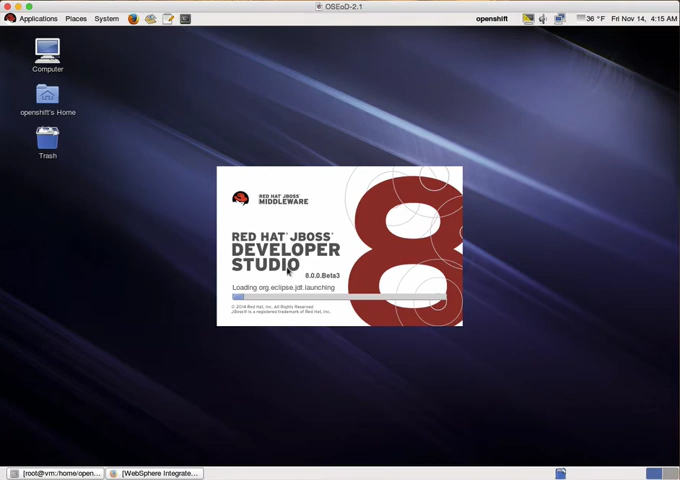 OSEoD-2.1
Applications Places System openshift 36 °F Fri Nov 14, 4:15 AM
Computer
openshift's Home
Trash
RED HAT JBOSS
MIDDLEWARE
RED HAT JBOSS
DEVELOPER
STUDIO
8
8.0.0.Beta3
Loading org.eclipse.jdt.launching
© 2014 Red Hat, Inc. All Rights Reserved
JBoss® is a registered trademark of Red Hat, Inc.
[root@vm:/home/open... [WebSphere Integrate...